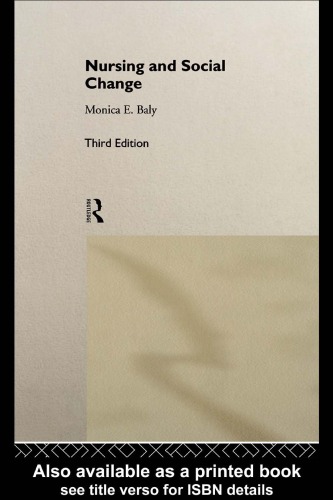 Nursing and Social
Change
Monica E. Baly
Third Edition
ROUTLEDGE
Also available as a printed book
see title verso for ISBN details